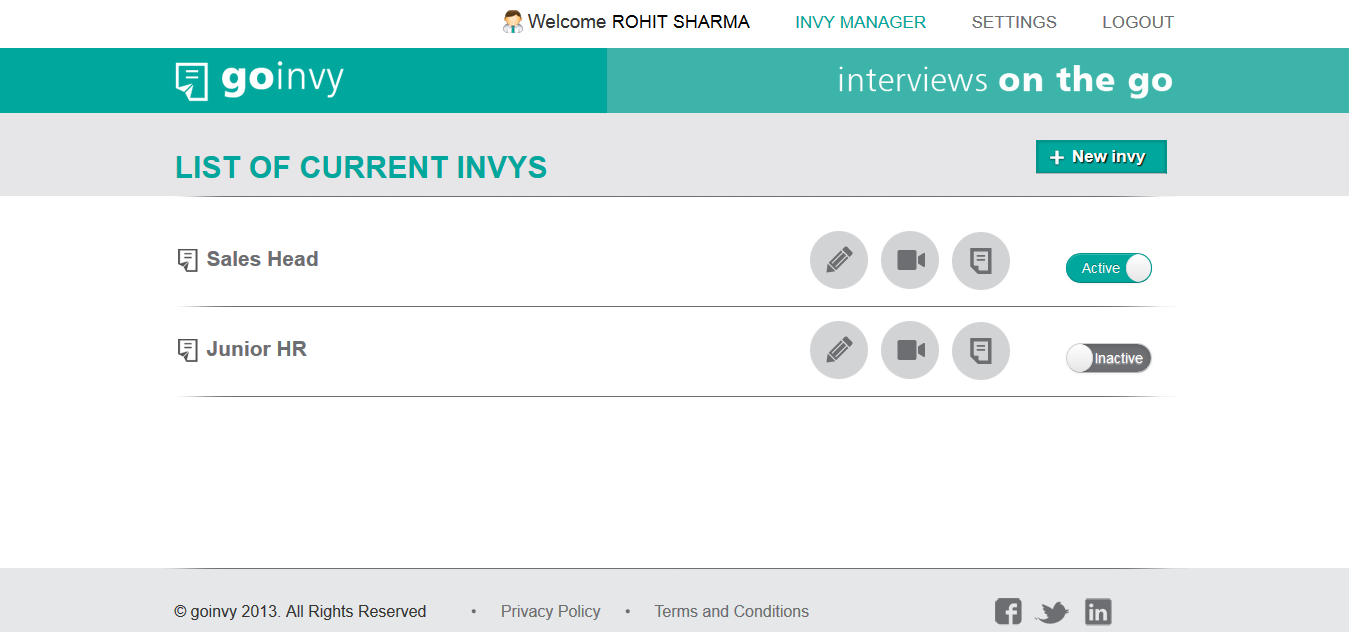 Welcome ROHIT SHARMA INVY MANAGER SETTINGS LOGOUT
goinvy interviews on the go
LIST OF CURRENT INVYS + New invy
Sales Head Active
Junior HR Inactive
© goinvy 2013. All Rights Reserved • Privacy Policy • Terms and Conditions f in